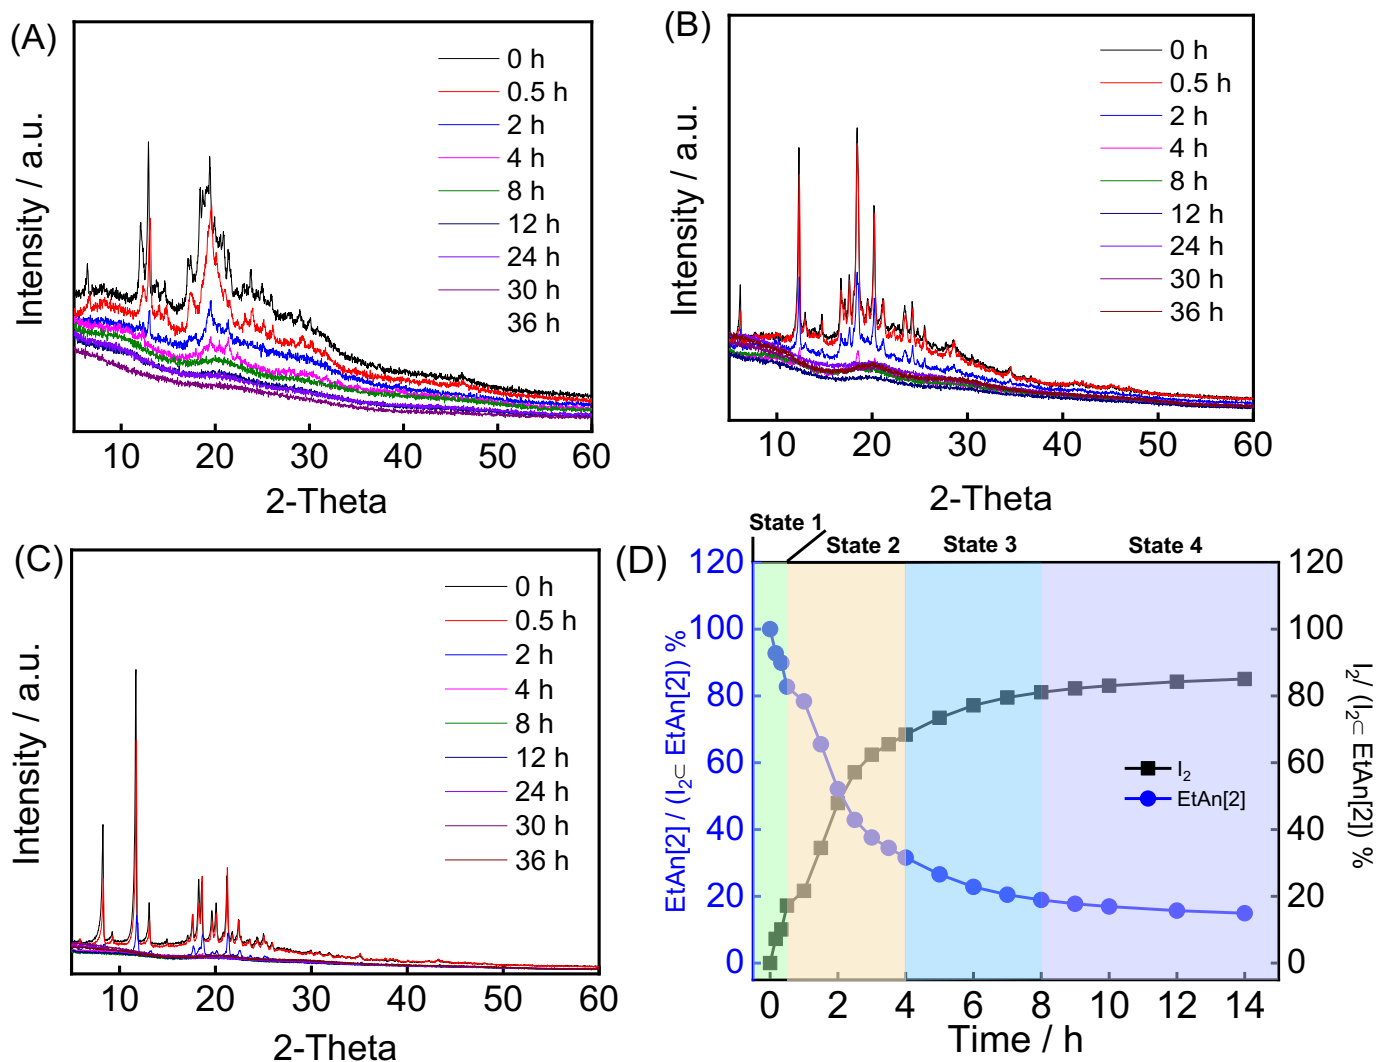 (A)
Intensity / a.u.
0 h
0.5 h
2 h
4 h
8 h
12 h
24 h
30 h
36 h
10 20 30 40 50 60
2-Theta
(B)
Intensity / a.u.
0 h
0.5 h
2 h
4 h
8 h
12 h
24 h
30 h
36 h
10 20 30 40 50 60
2-Theta
(C)
Intensity / a.u.
0 h
0.5 h
2 h
4 h
8 h
12 h
24 h
30 h
36 h
10 20 30 40 50 60
2-Theta
(D)
State 1
State 2
State 3
State 4
EtAn[2] / (I₂⊂ EtAn[2]) %
120
100
80
60
40
20
0
I₂
EtAn[2]
120
100
80
60
40
20
0
I₂/ (I₂⊂ EtAn[2]) %
0 2 4 6 8 10 12 14
Time / h